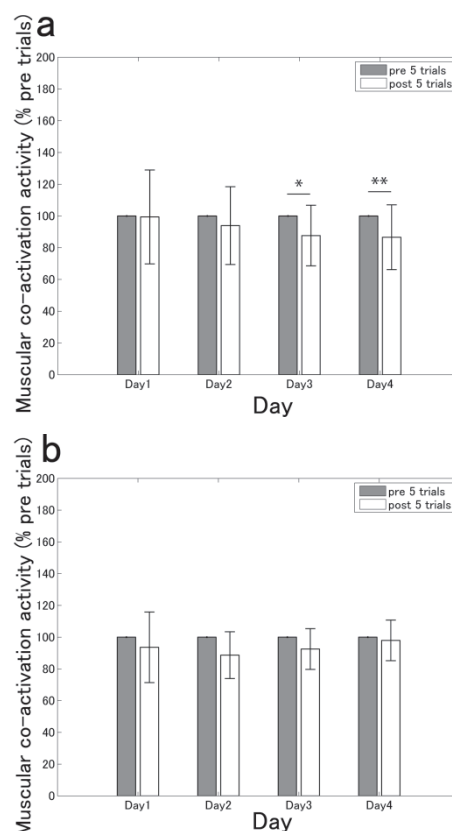 a
Muscular co-activation activity (% pre trials)
200
180
160
140
120
100
80
60
40
20
0
pre 5 trials
post 5 trials
*
**
Day1 Day2 Day3 Day4
Day
b
Muscular co-activation activity (% pre trials)
200
180
160
140
120
100
80
60
40
20
0
pre 5 trials
post 5 trials
Day1 Day2 Day3 Day4
Day